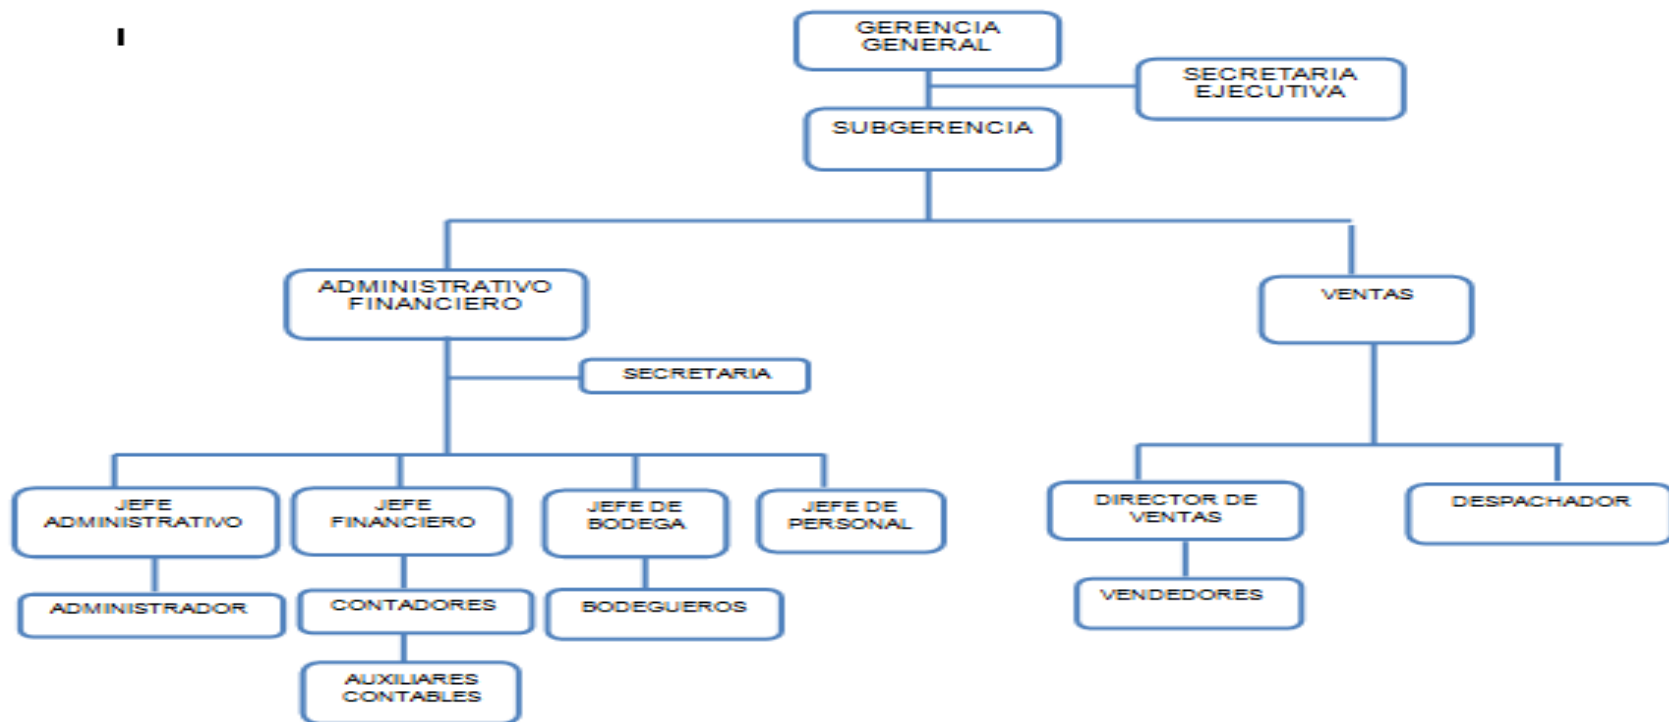 I
GERENCIA
GENERAL
SECRETARIA
EJECUTIVA
SUBGERENCIA
ADMINISTRATIVO
FINANCIERO
VENTAS
SECRETARIA
JEFE
ADMINISTRATIVO
JEFE
FINANCIERO
JEFE DE
BODEGA
JEFE DE
PERSONAL
DIRECTOR DE
VENTAS
DESPACHADOR
ADMINISTRADOR
CONTADORES
BODEGUEROS
VENDEDORES
AUXILIARES
CONTABLES